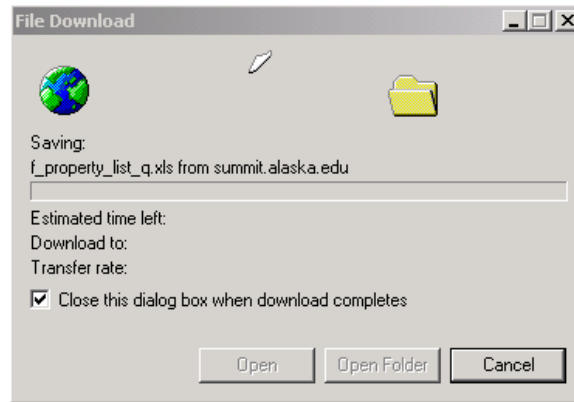 File Download
Saving:
f_property_list_q.xls from summit.alaska.edu
Estimated time left:
Download to:
Transfer rate:
Close this dialog box when download completes
Open Open Folder Cancel